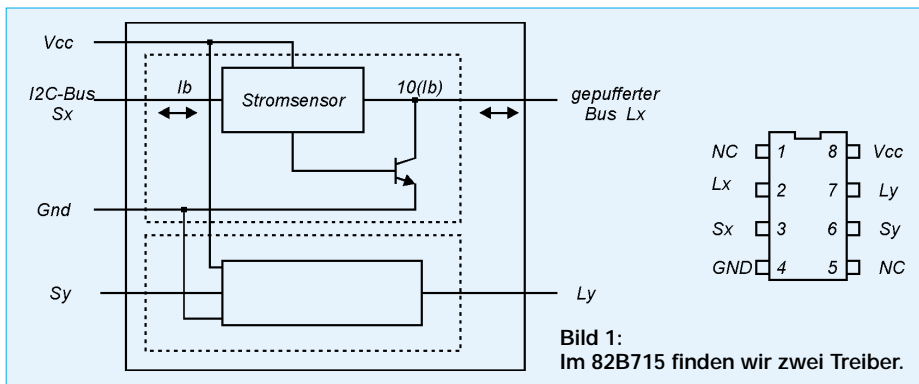 Vcc
I2C-Bus
Sx
Ib
Stromsensor
10(Ib)
gepufferter
Bus Lx
Gnd
Sy
Ly
NC 1 8 Vcc
Lx 2 7 Ly
Sx 3 6 Sy
GND 4 5 NC
Bild 1:
Im 82B715 finden wir zwei Treiber.